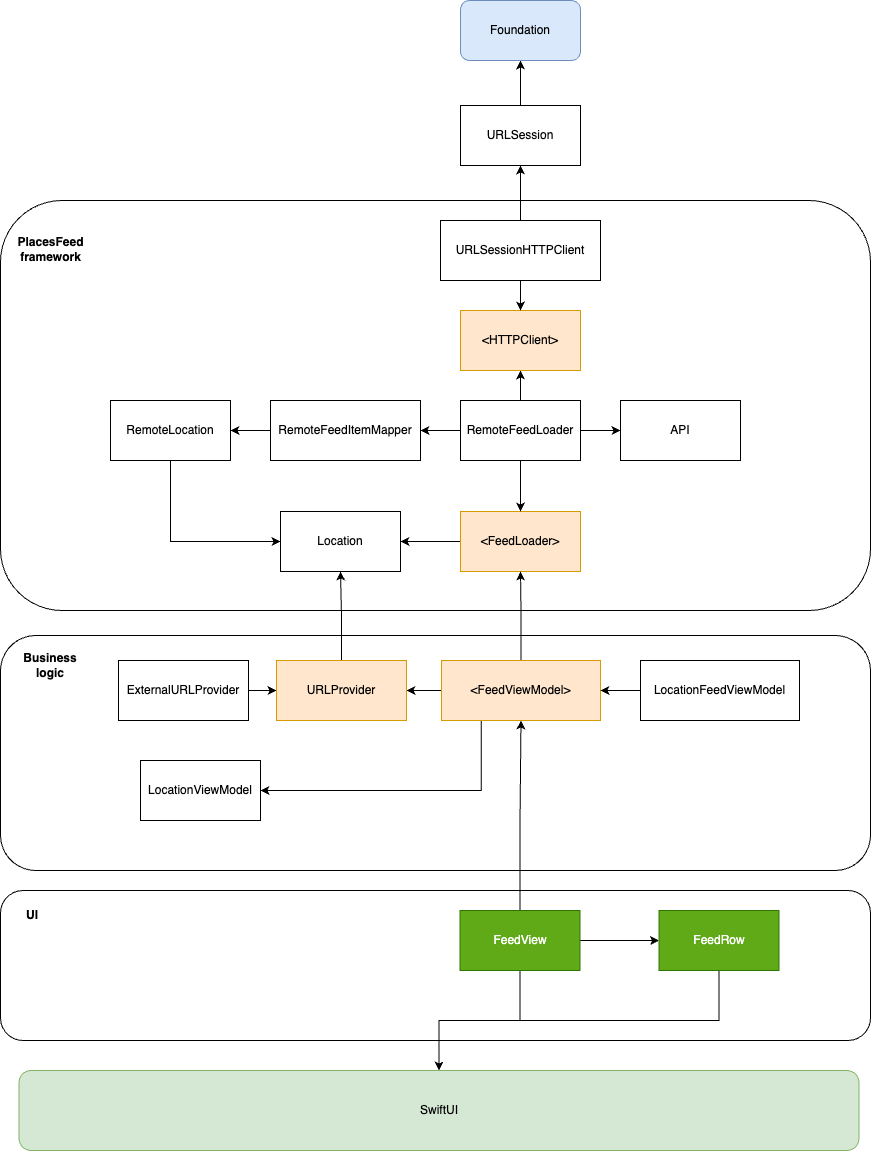 Foundation
URLSession
PlacesFeed
framework
URLSessionHTTPClient
<HTTPClient>
RemoteLocation
RemoteFeedItemMapper
RemoteFeedLoader
API
Location
<FeedLoader>
Business
logic
ExternalURLProvider
URLProvider
<FeedViewModel>
LocationFeedViewModel
LocationViewModel
UI
FeedView
FeedRow
SwiftUI